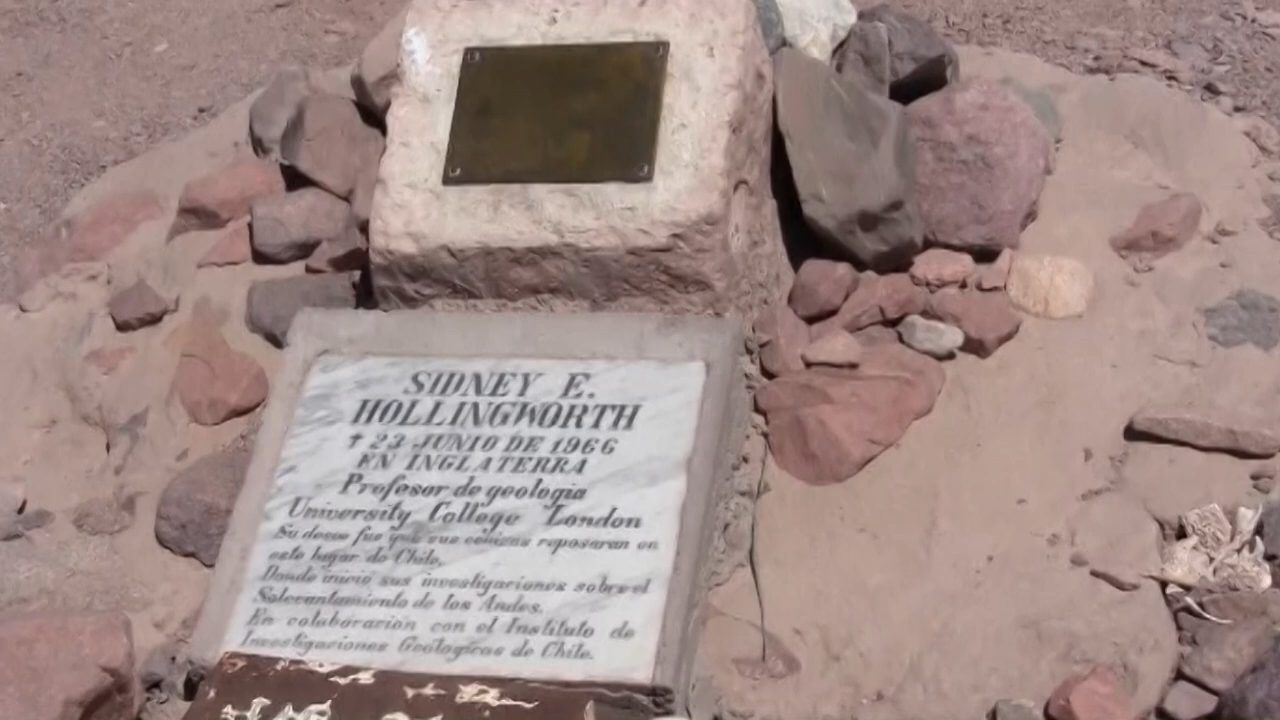 SIDNEY E.
HOLLINGWORTH
† 23 JUNIO DE 1966
EN INGLATERRA
Profesor de geologia
University College London
Su deseo fue que sus cenizas reposaran en
este lugar de Chile.
Donde inicio sus investigaciones sobre el
Solevantamiento de los Andes.
En colaboracion con el Instituto de
Investigaciones Geologicas de Chile.